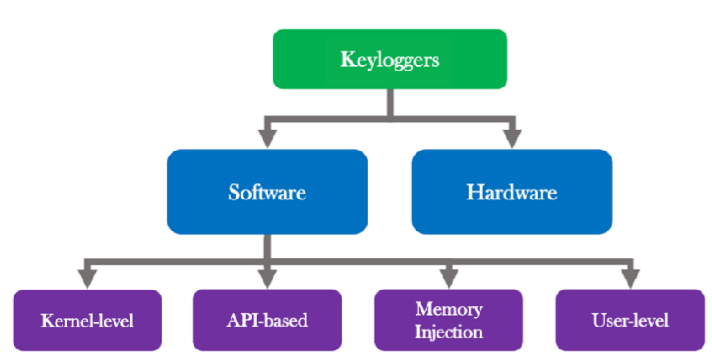 Keyloggers
Software
Hardware
Kernel-level
API-based
Memory
Injection
User-level